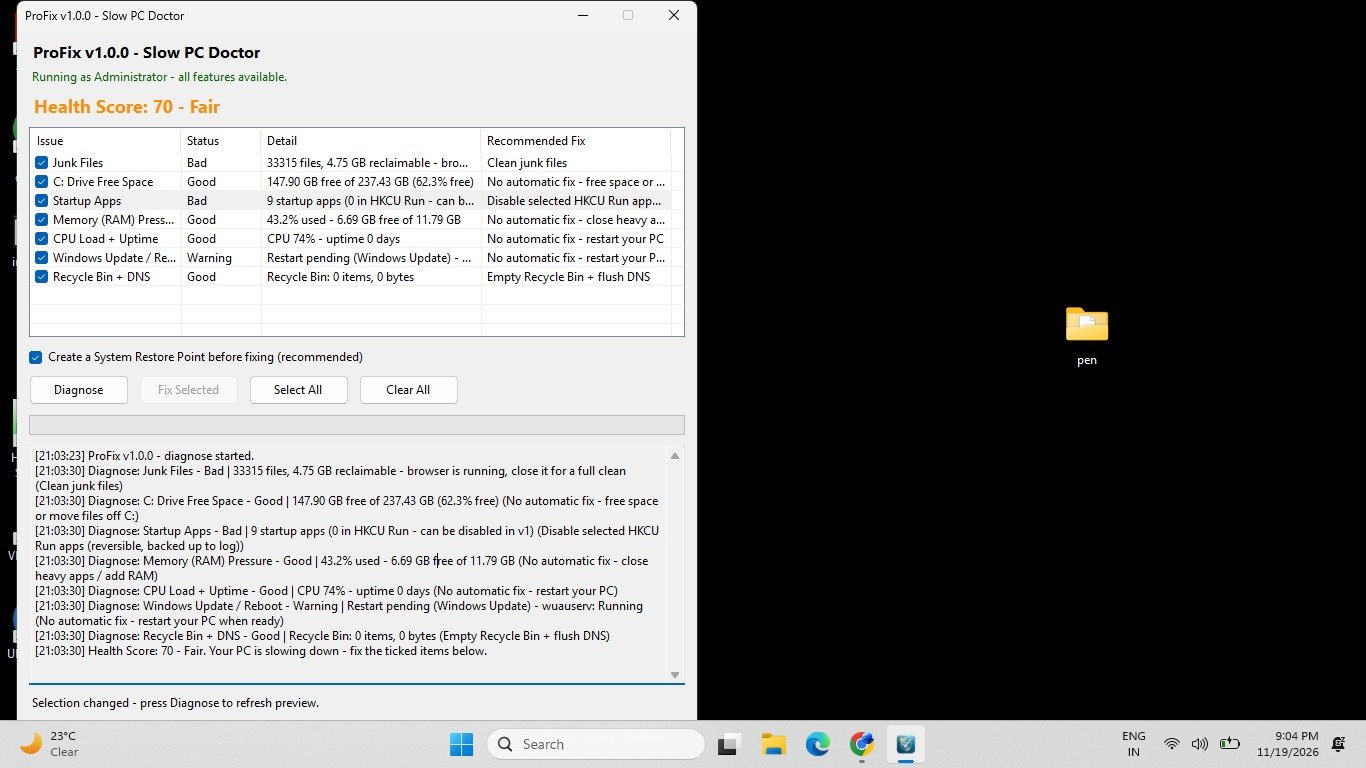 ProFix v1.0.0 - Slow PC Doctor
ProFix v1.0.0 - Slow PC Doctor
Running as Administrator - all features available.
Health Score: 70 - Fair
Issue Status Detail Recommended Fix
Junk Files Bad 33315 files, 4.75 GB reclaimable - bro... Clean junk files
C: Drive Free Space Good 147.90 GB free of 237.43 GB (62.3% free) No automatic fix - free space or ...
Startup Apps Bad 9 startup apps (0 in HKCU Run - can b... Disable selected HKCU Run app...
Memory (RAM) Press... Good 43.2% used - 6.69 GB free of 11.79 GB No automatic fix - close heavy a...
CPU Load + Uptime Good CPU 74% - uptime 0 days No automatic fix - restart your PC
Windows Update / Re... Warning Restart pending (Windows Update) - ... No automatic fix - restart your P...
Recycle Bin + DNS Good Recycle Bin: 0 items, 0 bytes Empty Recycle Bin + flush DNS
Create a System Restore Point before fixing (recommended)
Diagnose Fix Selected Select All Clear All
[21:03:23] ProFix v1.0.0 - diagnose started.
[21:03:30] Diagnose: Junk Files - Bad | 33315 files, 4.75 GB reclaimable - browser is running, close it for a full clean
(Clean junk files)
[21:03:30] Diagnose: C: Drive Free Space - Good | 147.90 GB free of 237.43 GB (62.3% free) (No automatic fix - free space
or move files off C:)
[21:03:30] Diagnose: Startup Apps - Bad | 9 startup apps (0 in HKCU Run - can be disabled in v1) (Disable selected HKCU
Run apps (reversible, backed up to log))
[21:03:30] Diagnose: Memory (RAM) Pressure - Good | 43.2% used - 6.69 GB free of 11.79 GB (No automatic fix - close
heavy apps / add RAM)
[21:03:30] Diagnose: CPU Load + Uptime - Good | CPU 74% - uptime 0 days (No automatic fix - restart your PC)
[21:03:30] Diagnose: Windows Update / Reboot - Warning | Restart pending (Windows Update) - wuauserv: Running
(No automatic fix - restart your PC when ready)
[21:03:30] Diagnose: Recycle Bin + DNS - Good | Recycle Bin: 0 items, 0 bytes (Empty Recycle Bin + flush DNS)
[21:03:30] Health Score: 70 - Fair. Your PC is slowing down - fix the ticked items below.
Selection changed - press Diagnose to refresh preview.
pen
23°C
Clear
Search
ENG
IN
9:04 PM
11/19/2026